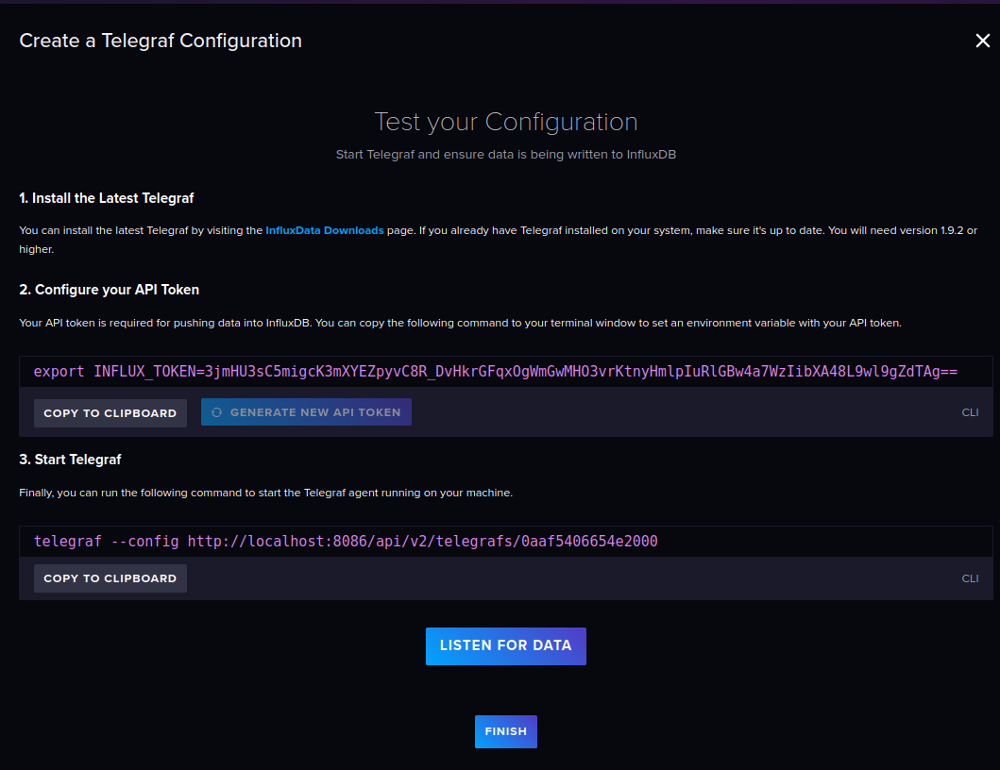 Create a Telegraf Configuration
Test your Configuration
Start Telegraf and ensure data is being written to InfluxDB
1. Install the Latest Telegraf
You can install the latest Telegraf by visiting the InfluxData Downloads page. If you already have Telegraf installed on your system, make sure it's up to date. You will need version 1.9.2 or
higher.
2. Configure your API Token
Your API token is required for pushing data into InfluxDB. You can copy the following command to your terminal window to set an environment variable with your API token.
export INFLUX_TOKEN=3jmHU3sC5migcK3mXYEZpyvC8R_DvHkrGFqxOgWmGwMHO3vrKtnyHmlpIuRlGBw4a7WzIibXA48L9wl9gZdTAg==
COPY TO CLIPBOARD
GENERATE NEW API TOKEN
CLI
3. Start Telegraf
Finally, you can run the following command to start the Telegraf agent running on your machine.
telegraf --config http://localhost:8086/api/v2/telegrafs/0aaf5406654e2000
COPY TO CLIPBOARD
CLI
LISTEN FOR DATA
FINISH